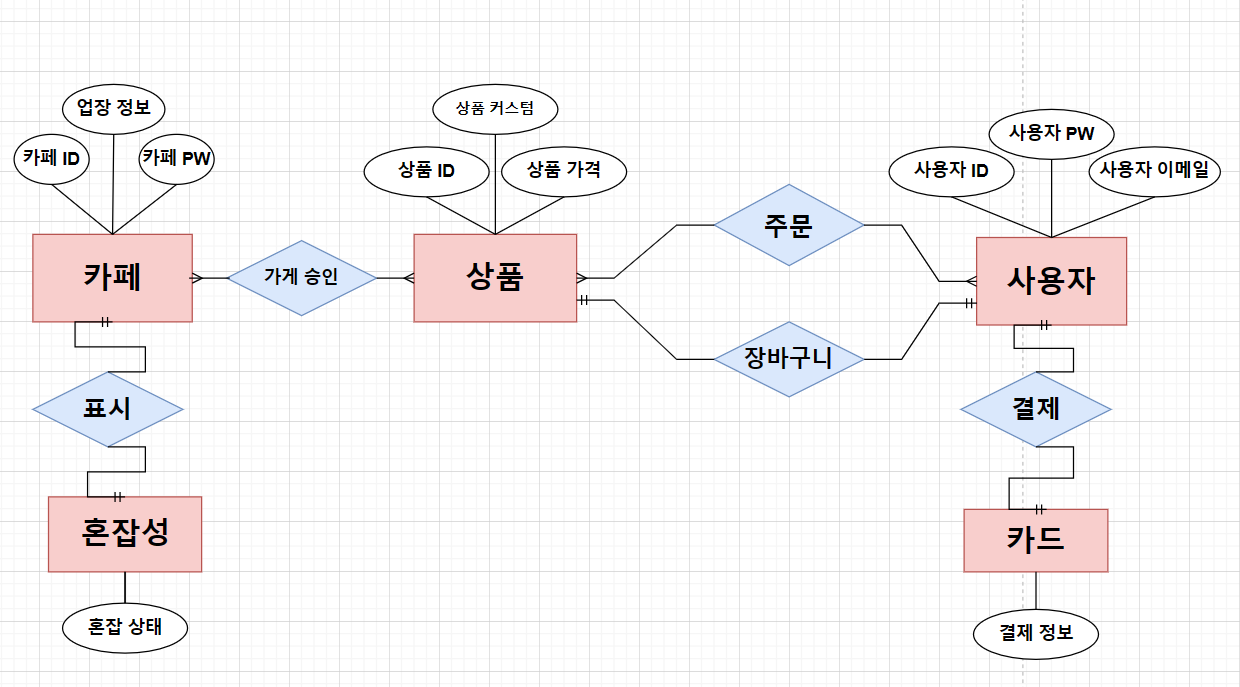 업장 정보
카페 ID
카페 PW
상품 커스텀
상품 ID
상품 가격
사용자 PW
사용자 ID
사용자 이메일
카페
가게 승인
상품
주문
사용자
장바구니
표시
결제
혼잡성
카드
혼잡 상태
결제 정보